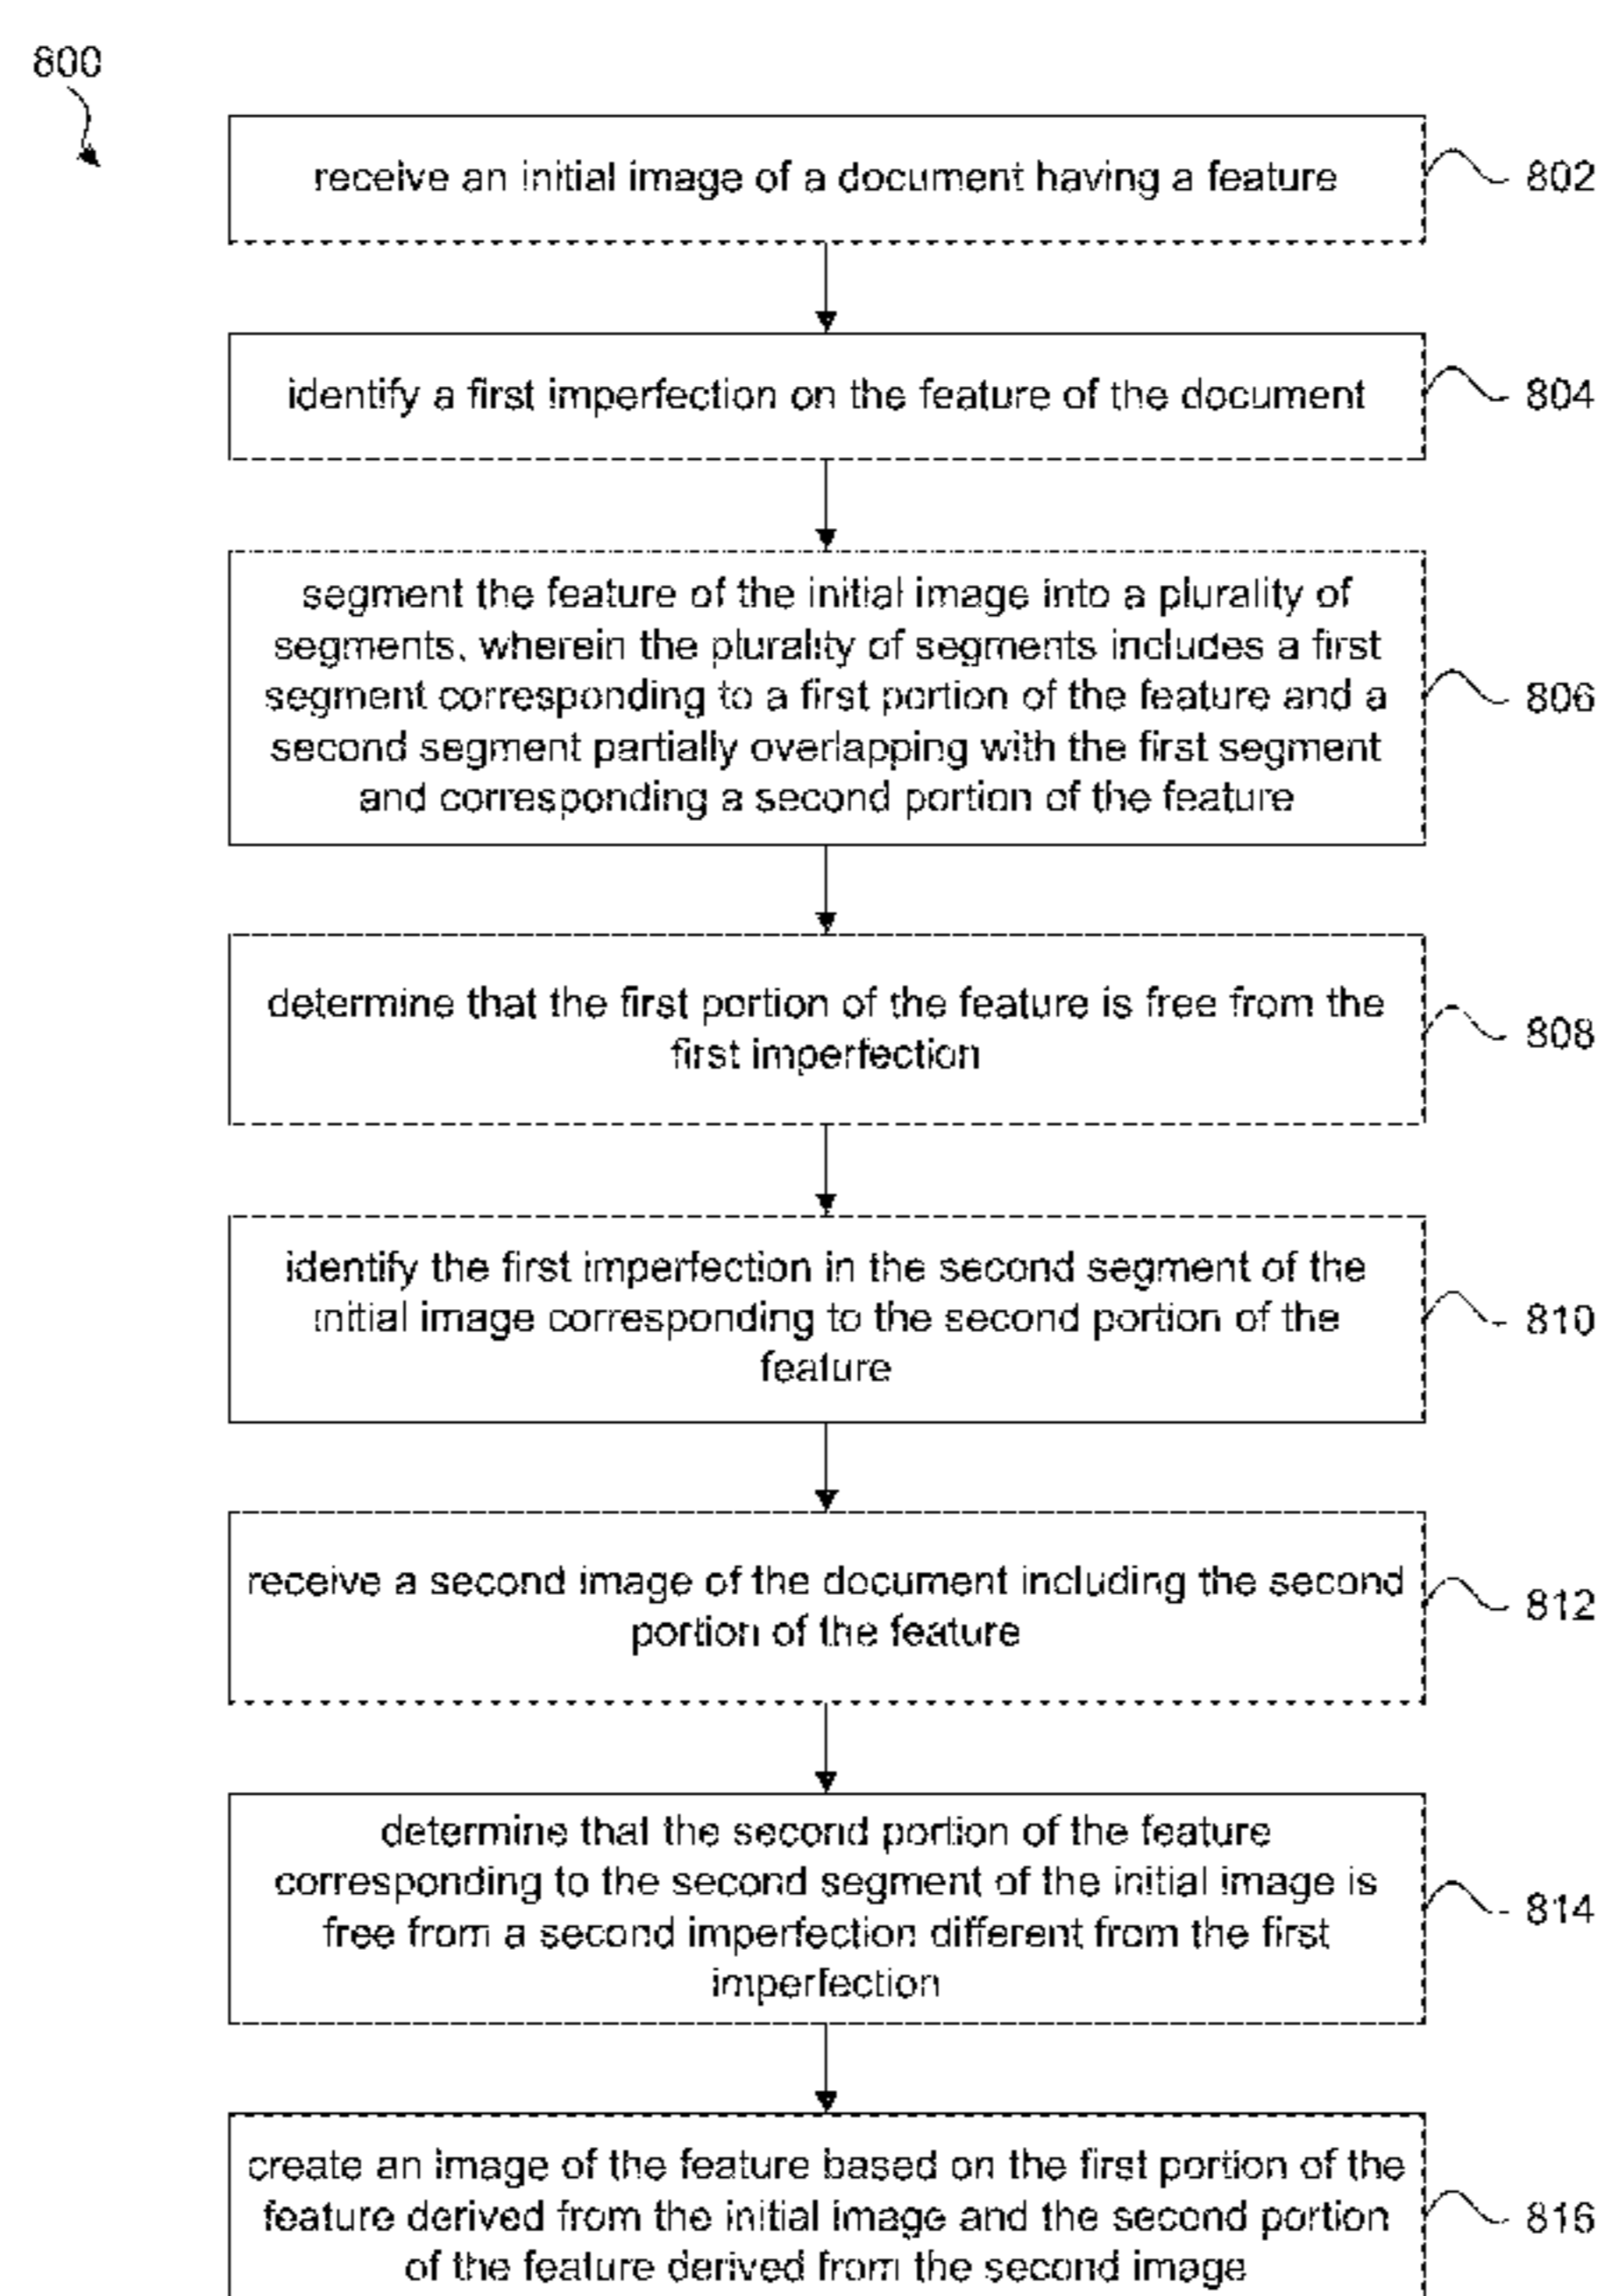 800
receive an initial image of a document having a feature
802
identify a first imperfection on the feature of the document
804
segment the feature of the initial image into a plurality of
segments, wherein the plurality of segments includes a first
segment corresponding to a first portion of the feature and a
second segment partially overlapping with the first segment
and corresponding a second portion of the feature
806
determine that the first portion of the feature is free from the
first imperfection
808
identify the first imperfection in the second segment of the
initial image corresponding to the second portion of the
feature
810
receive a second image of the document including the second
portion of the feature
812
determine that the second portion of the feature
corresponding to the second segment of the initial image is
free from a second imperfection different from the first
imperfection
814
create an image of the feature based on the first portion of the
feature derived from the initial image and the second portion
of the feature derived from the second image
816